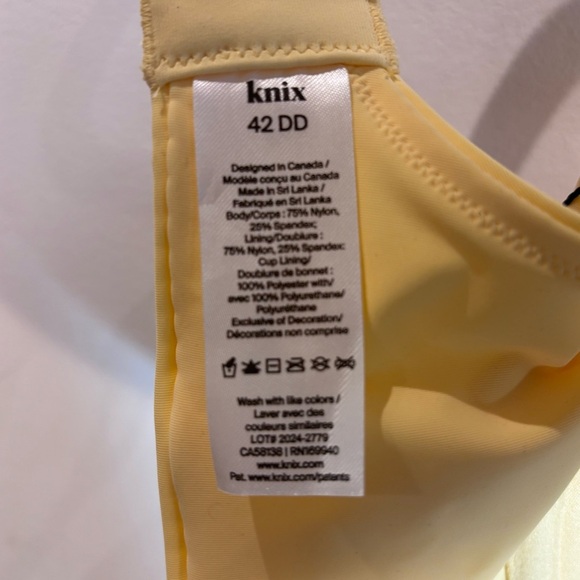 knix
42 DD
Designed in Canada /
Modèle conçu au Canada
Made in Sri Lanka /
Fabriqué en Sri Lanka
Body/Corps : 75% Nylon,
25% Spandex;
Lining/Doublure :
75% Nylon, 25% Spandex;
Cup Lining/
Doublure de bonnet :
100% Polyester with/
avec 100% Polyurethane/
Polyuréthane
Exclusive of Decoration/
Décorations non comprise
Wash with like colors /
Laver avec des
couleurs similaires
LOT# 2024-2779
CA58138 | RN169940
www.knix.com
Pat. www.knix.com/patents